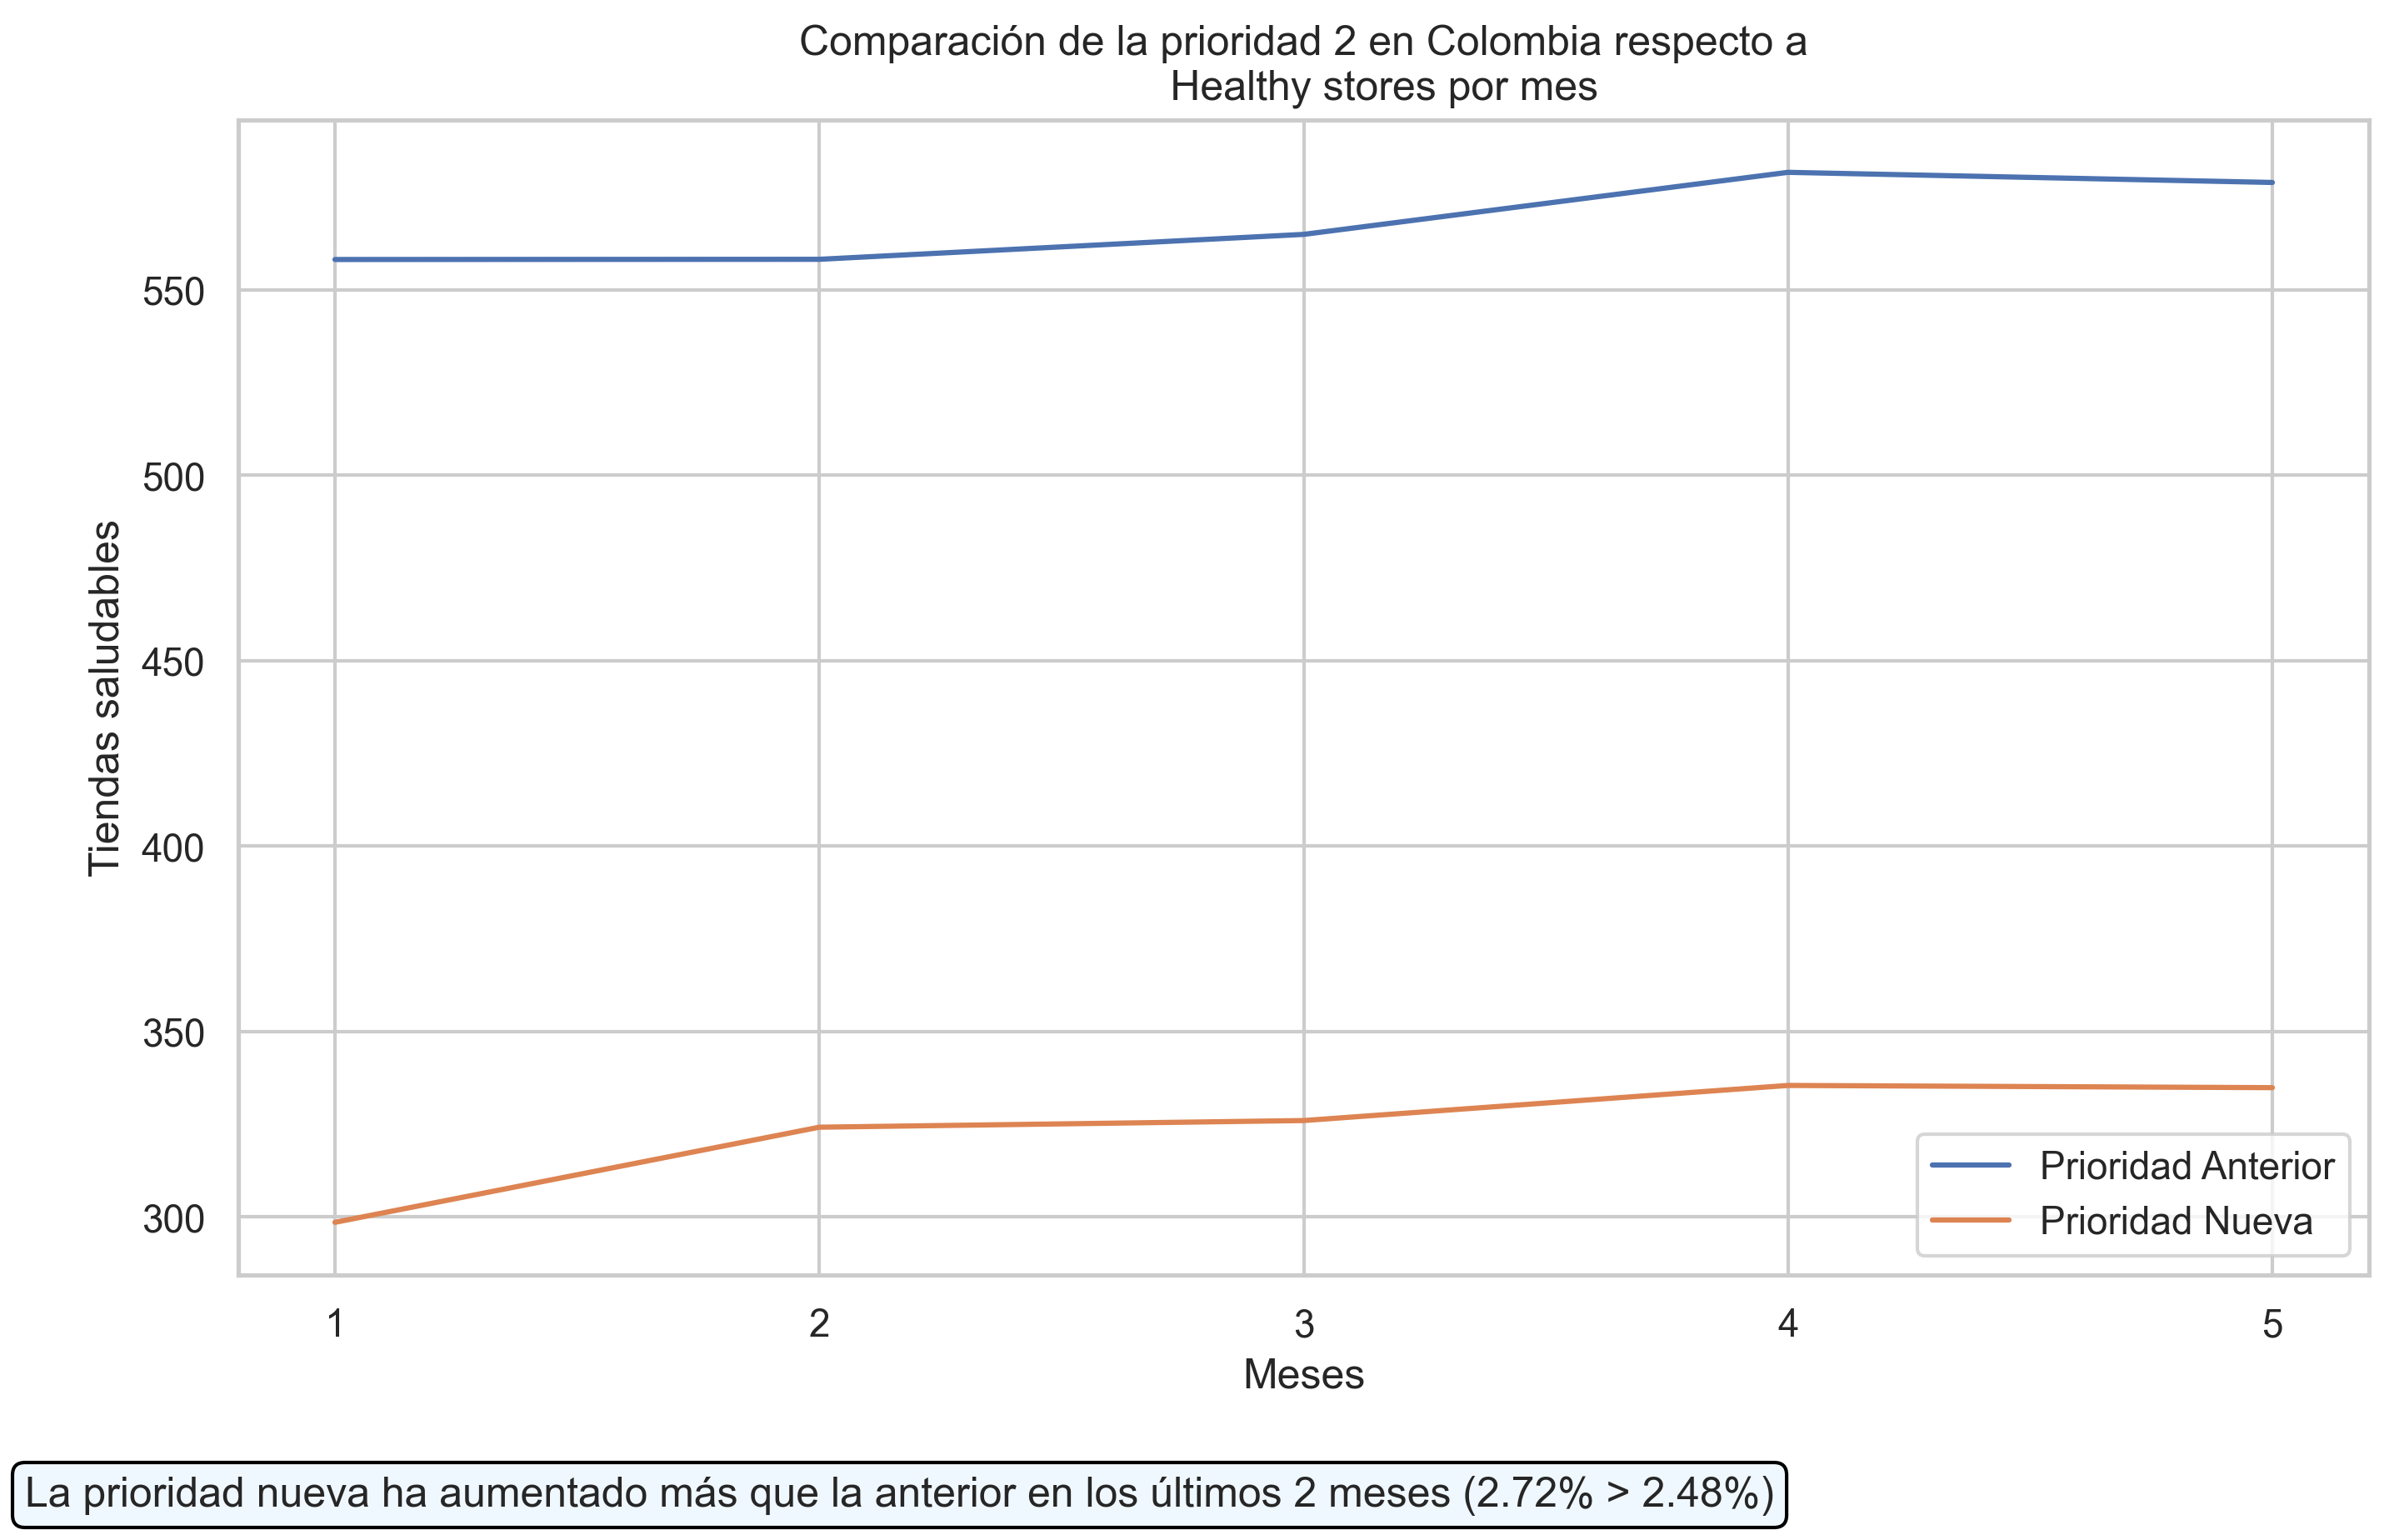 Comparación de la prioridad 2 en Colombia respecto a
Healthy stores por mes
Tiendas saludables
550
500
450
400
350
300
1
2
3
4
5
Meses
Prioridad Anterior
Prioridad Nueva
La prioridad nueva ha aumentado más que la anterior en los últimos 2 meses (2.72% > 2.48%)